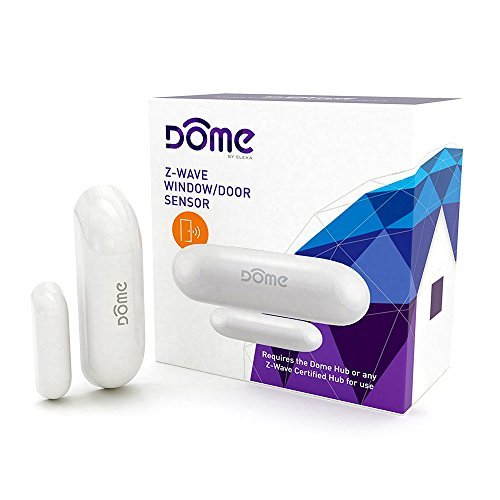 DOME
BY ELEXA
Z-WAVE
WINDOW/DOOR
SENSOR
DOME
DOME
Requires the Dome Hub or any
Z-Wave Certified Hub for use